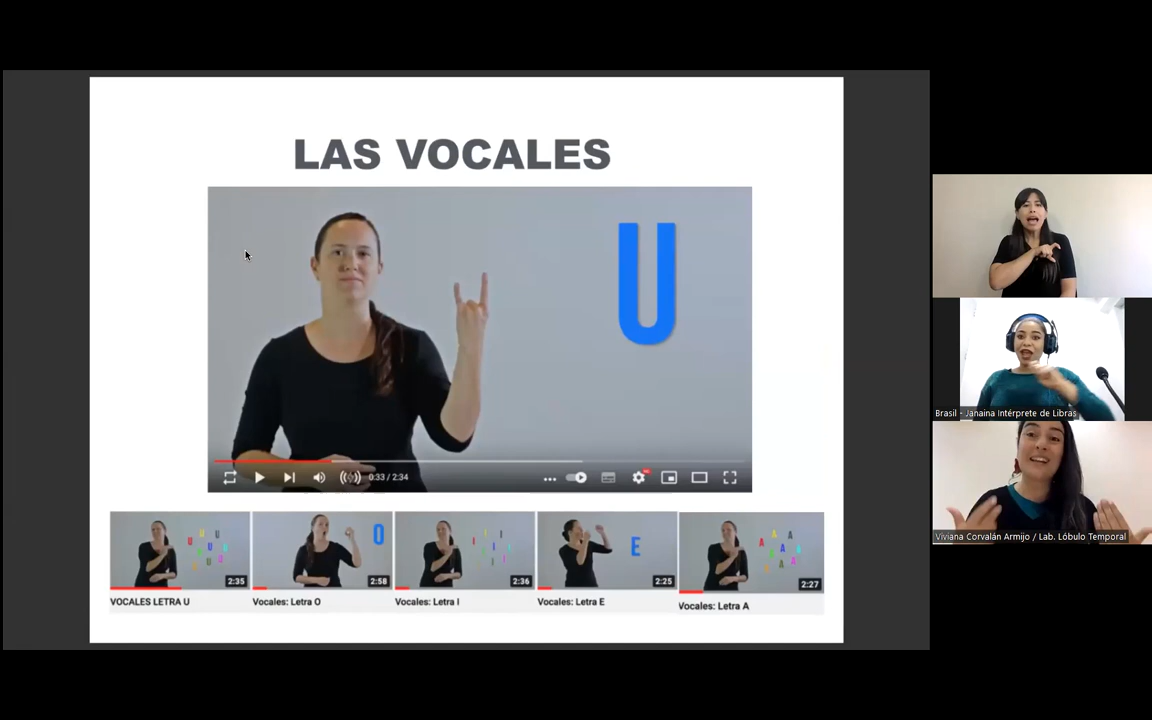 LAS VOCALES
U
0:33 / 2:34
U U U U U U U U U
2:35
O
2:58
2:36
E
2:25
A A A A A A A A A
2:27
VOCALES LETRA U
Vocales: Letra O
Vocales: Letra I
Vocales: Letra E
Vocales: Letra A
Brasil - Janaina Intérprete de Libras
Viviana Corvalán Armijo / Lab. Lóbulo Temporal